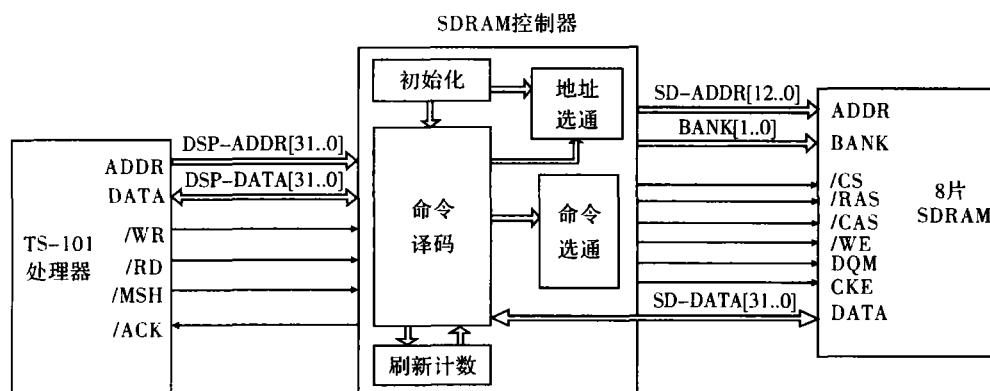 SDRAM控制器
初始化
地址
选通
命令
译码
命令
选通
刷新计数
TS-101
处理器
ADDR
DATA
/WR
/RD
/MSH
/ACK
DSP-ADDR[31..0]
DSP-DATA[31..0]
SD-ADDR[12..0]
BANK[1..0]
SD-DATA[31..0]
ADDR
BANK
/CS
/RAS
/CAS
/WE
DQM
CKE
DATA
8片
SDRAM